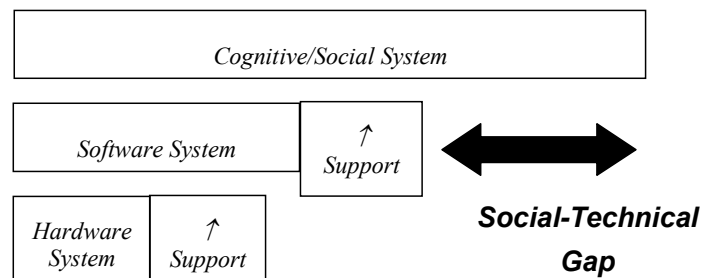 Cognitive/Social System
Software System
↑
Support
Social-Technical
Gap
Hardware
System
↑
Support